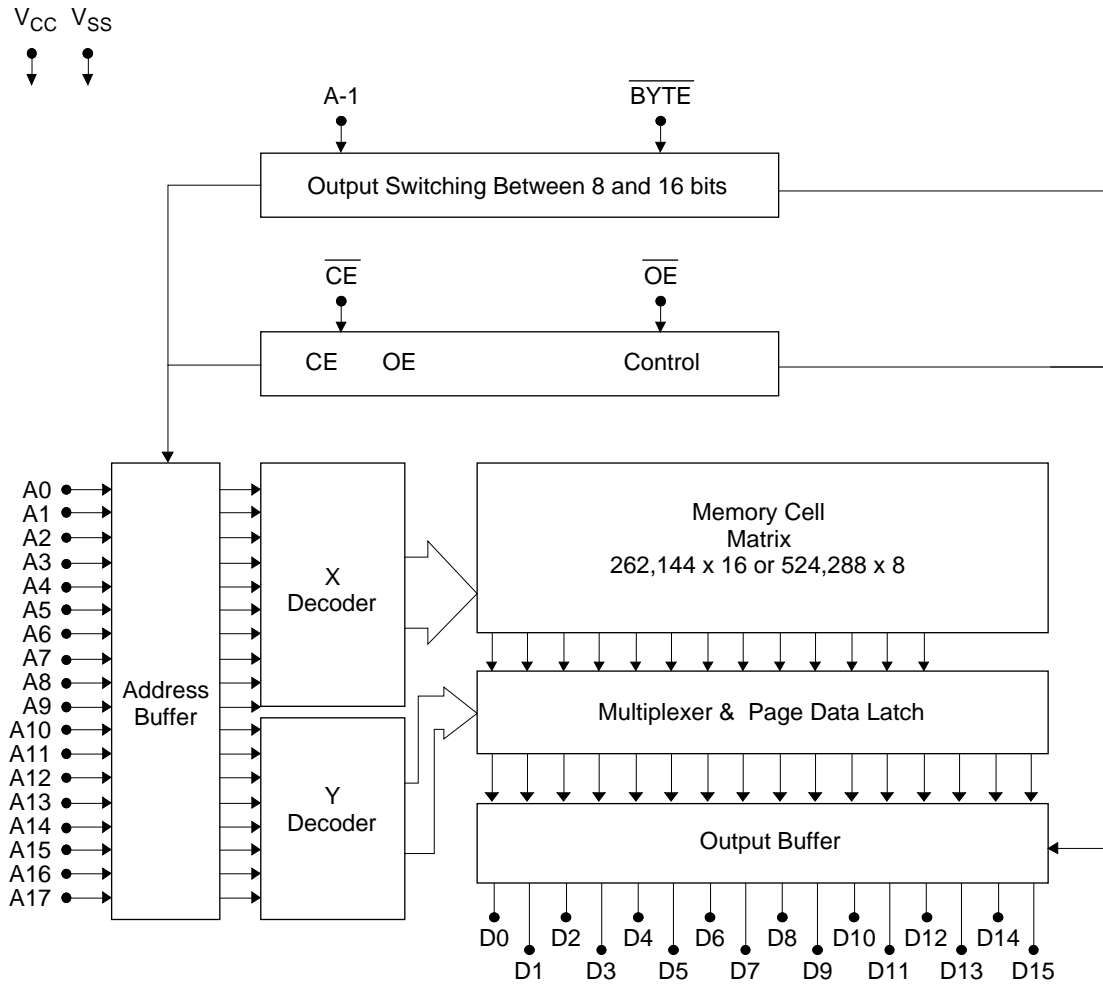 VCC VSS
A-1 BYTE
Output Switching Between 8 and 16 bits
CE OE
CE OE Control
A0
A1
A2
A3
A4
A5
A6
A7
A8
A9
A10
A11
A12
A13
A14
A15
A16
A17
Address
Buffer
X
Decoder
Y
Decoder
Memory Cell
Matrix
262,144 x 16 or 524,288 x 8
Multiplexer & Page Data Latch
Output Buffer
D0 D2 D4 D6 D8 D10 D12 D14
D1 D3 D5 D7 D9 D11 D13 D15